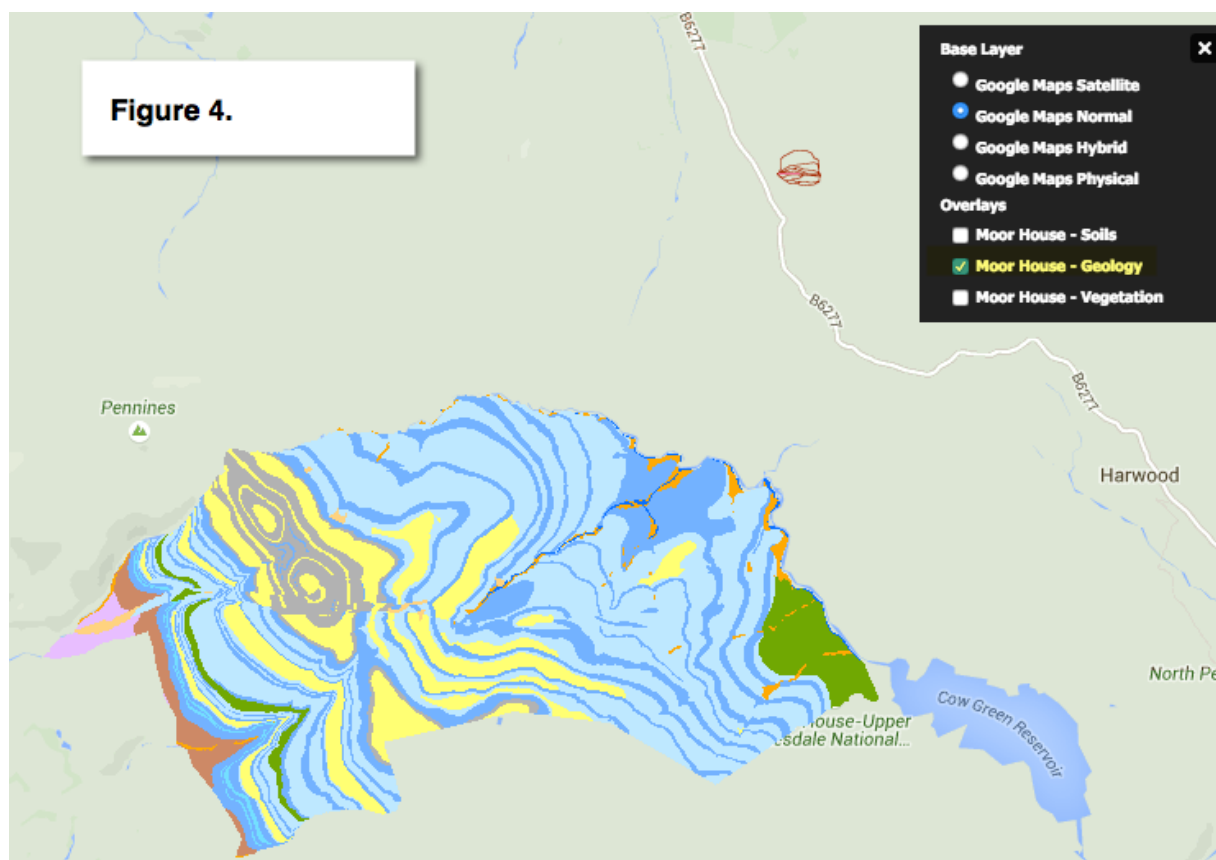 Figure 4.
B6277
Base Layer
Google Maps Satellite
Google Maps Normal
Google Maps Hybrid
Google Maps Physical
Overlays
Moor House - Soils
Moor House - Geology
Moor House - Vegetation
B6277
B6277
Pennines
Harwood
North Pe
Cow Green Reservoir
House-Upper
esdale National...